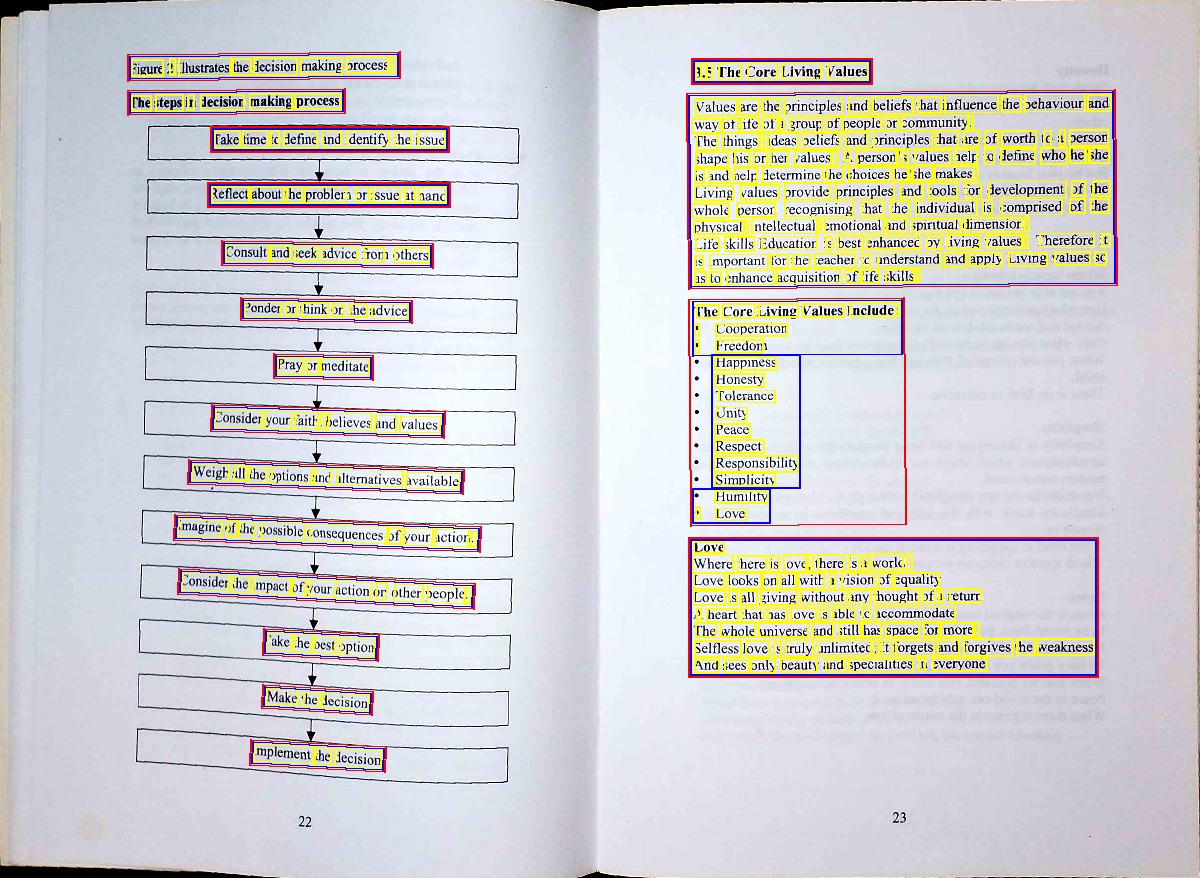 Figure 2 illustrates the decision making process
The steps in decision making process
Take time to define and identify the issue
Reflect about the problem or issue at hand
Consult and seek advice from others
Ponder or think on the advice
Pray or meditate
Consider your faith, believes and values
Weigh all the options and alternatives available
Imagine of the possible consequences of your action.
Consider the impact of your action on other people.
Take the best option
Make the decision
Implement the decision
22
3.5 The Core Living Values
Values are the principles and beliefs that influence the behaviour and
way of life of a group of people or community.
The things, ideas beliefs and principles that are of worth to a person
shape his or her values. A person's values help to define who he/she
is and help determine the choices he/she makes
Living values provide principles and tools for development of the
whole person recognising that the individual is comprised of the
physical, intellectual, emotional and spiritual dimension.
Life skills Education is best enhanced by living values. Therefore it
is important for the teacher to understand and apply Living values so
as to enhance acquisition of life skills.
The Core Living Values Include:
• Cooperation
• Freedom
• Happiness
• Honesty
• Tolerance
• Unity
• Peace
• Respect
• Responsibility
• Simplicity
• Humility
• Love
Love
Where there is love, there is a world.
Love looks on all with a vision of equality
Love is all giving without any thought of a return
A heart that has love is able to accommodate
The whole universe and still has space for more
Selfless love is truly unlimited; it forgets and forgives the weakness
And sees only beauty and specialities in everyone
23